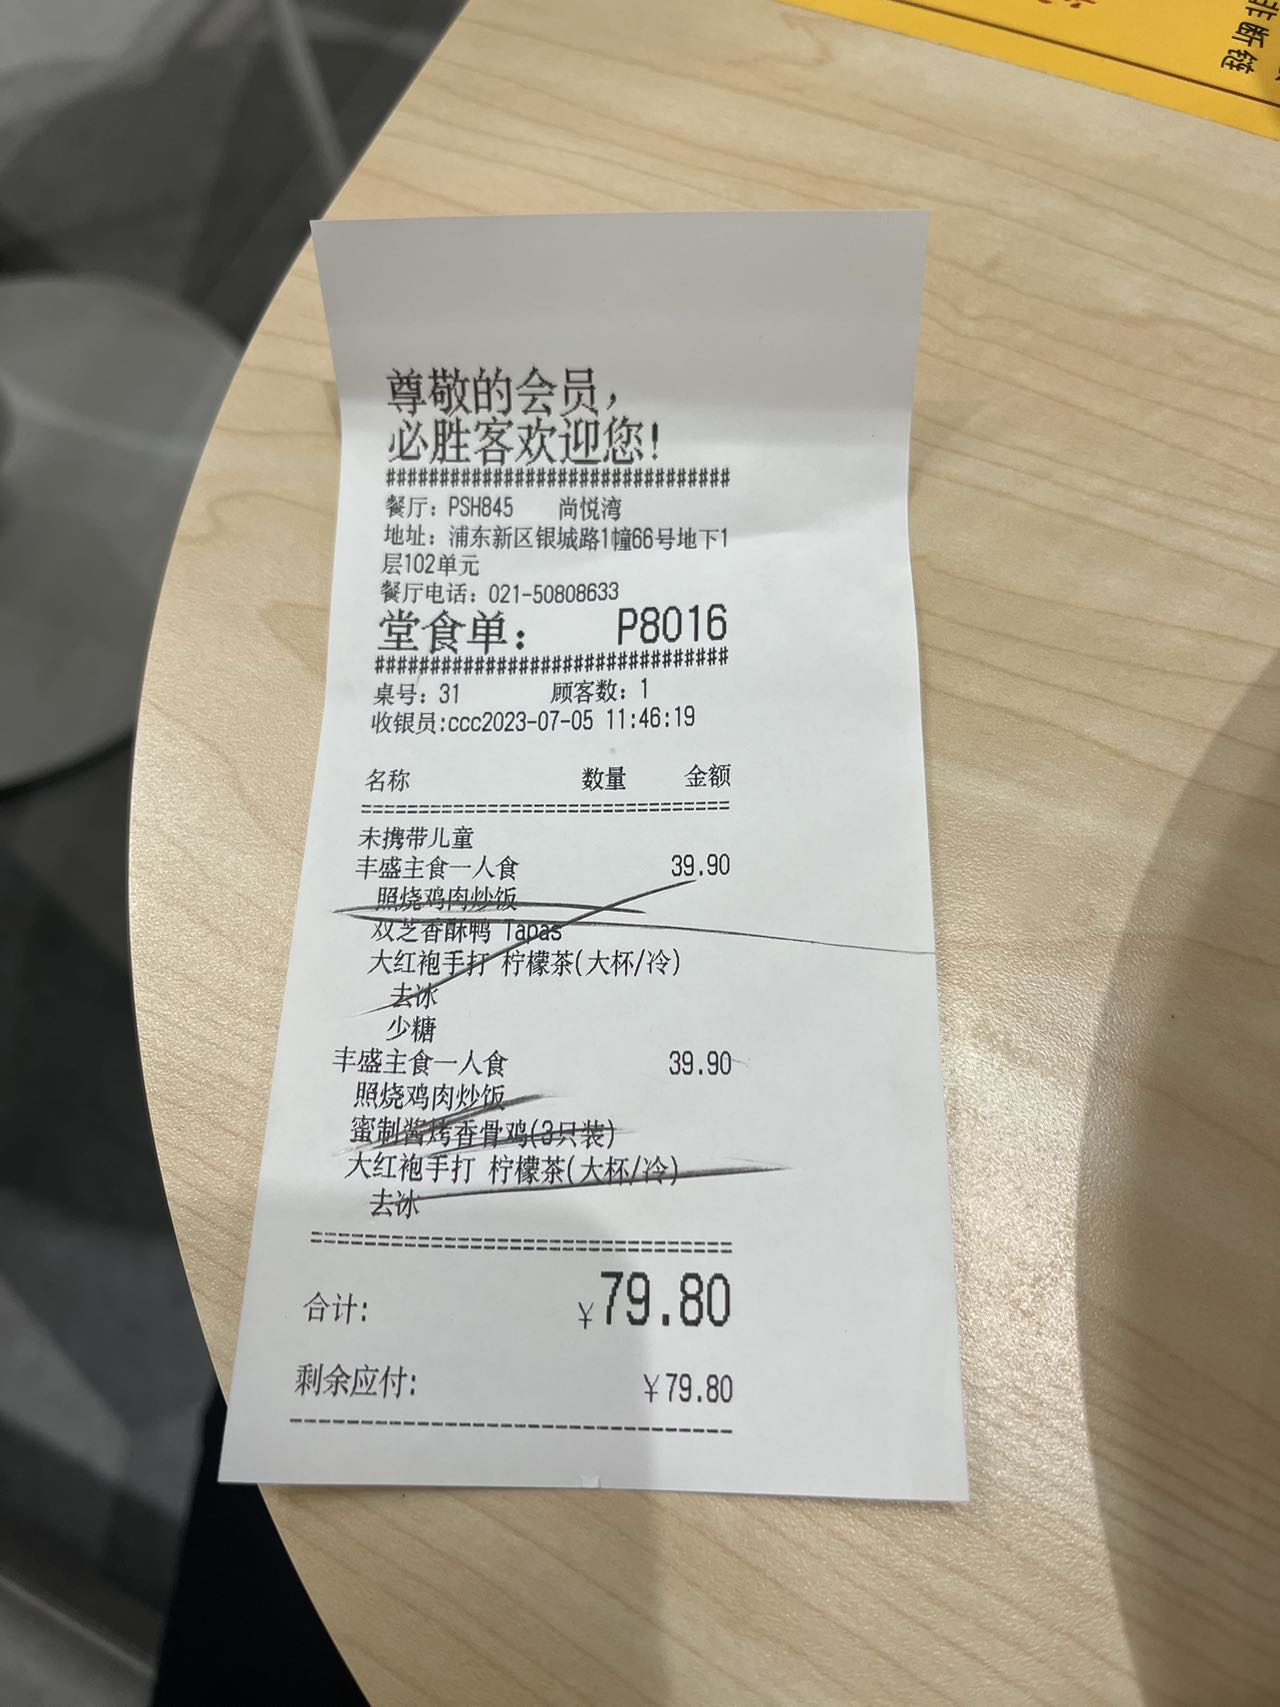 非断链
尊敬的会员，
必胜客欢迎您！
################################
餐厅：PSH845 尚悦湾
地址：浦东新区银城路1幢66号地下1
层102单元
餐厅电话：021-50808633
堂食单： P8016
################################
桌号：31 顾客数：1
收银员:ccc2023-07-05 11:46:19
名称 数量 金额
================================
未携带儿童
丰盛主食一人食 39.90
照烧鸡肉炒饭
双芝香酥鸭 Tapas
大红袍手打 柠檬茶(大杯/冷)
去冰
少糖
丰盛主食一人食 39.90
照烧鸡肉炒饭
蜜制酱烤香骨鸡(3只装)
大红袍手打 柠檬茶(大杯/冷)
去冰
================================
合计: ￥79.80
剩余应付: ￥79.80
--------------------------------